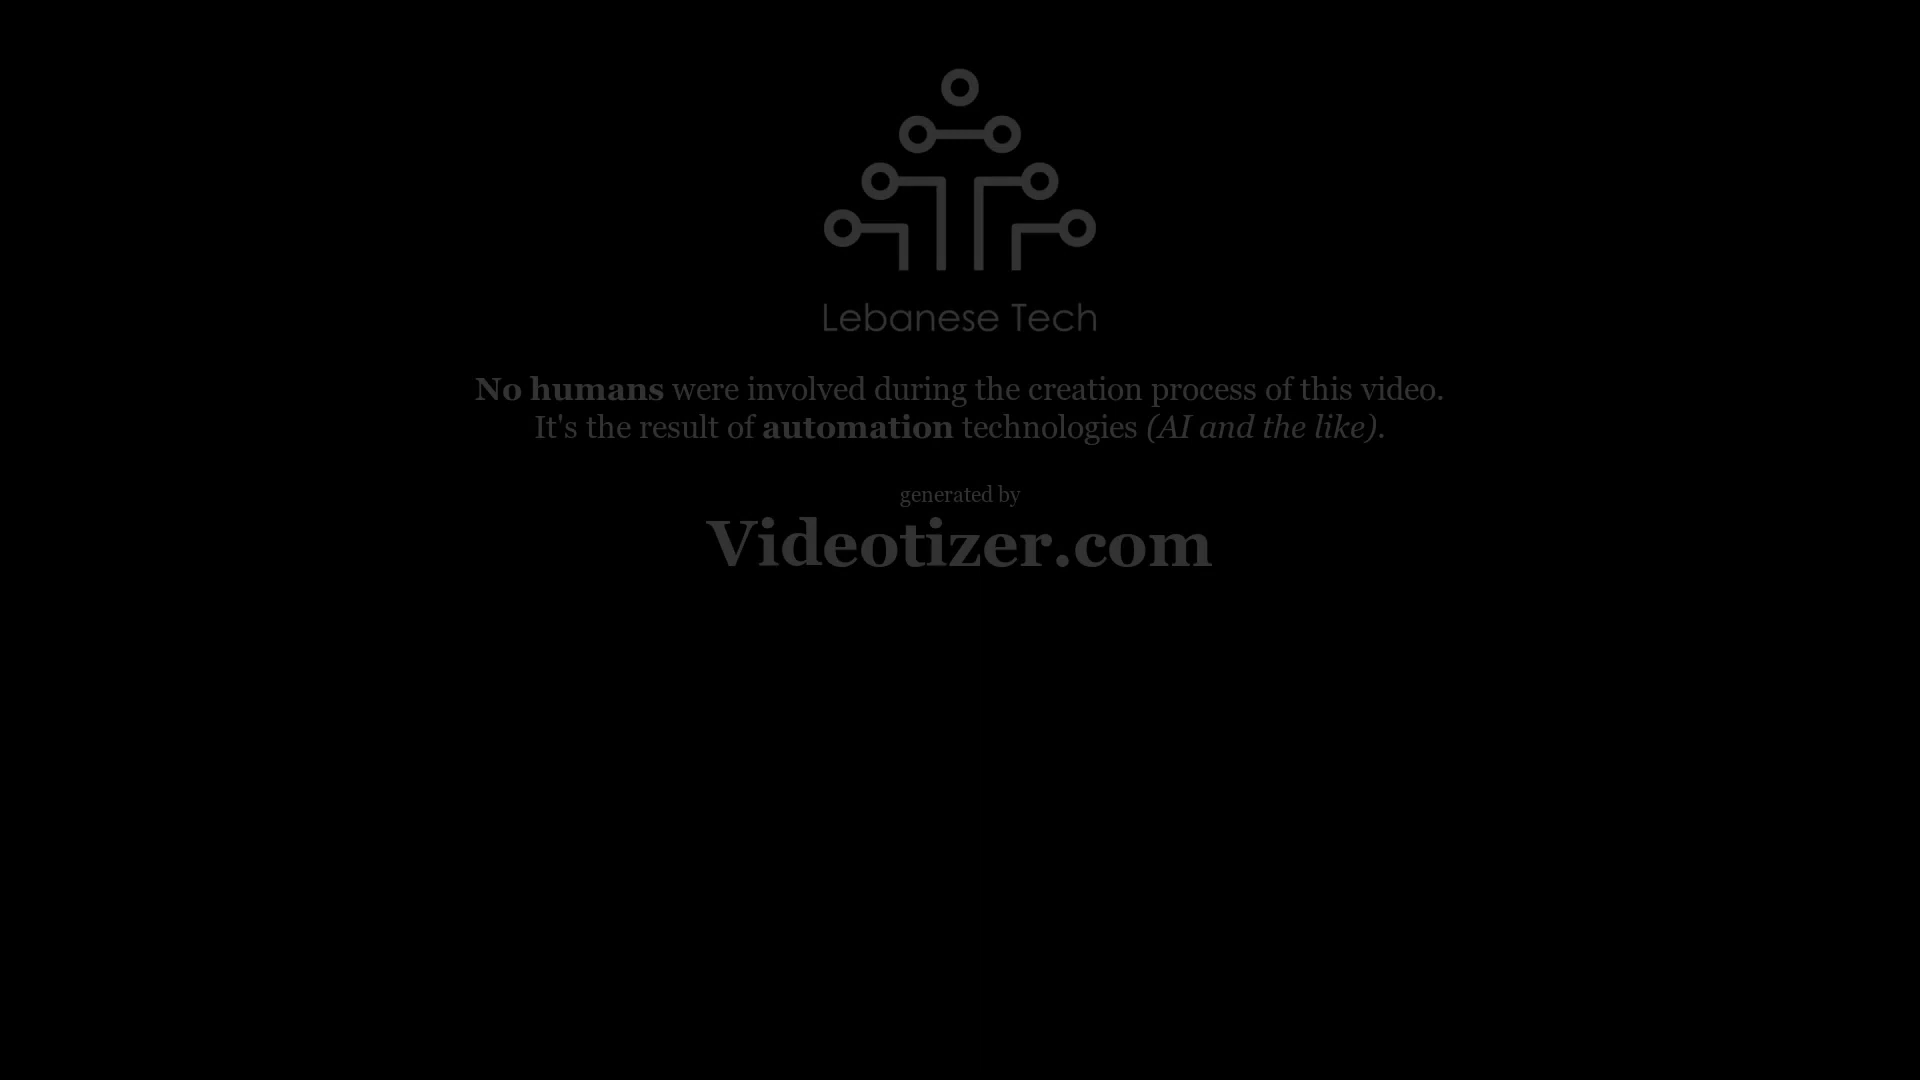 Lebanese Tech
No humans were involved during the creation process of this video.
It's the result of automation technologies (AI and the like).
generated by
Videotizer.com